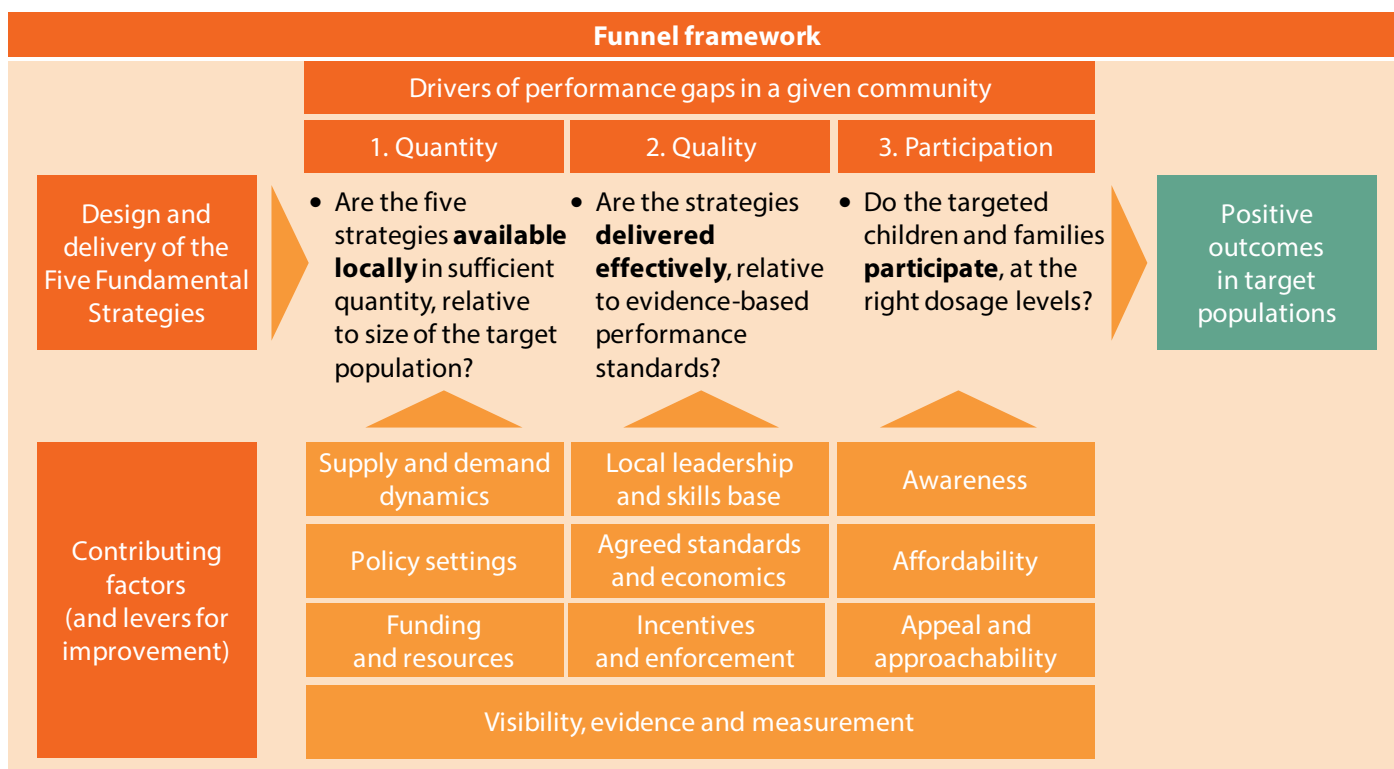 Funnel framework
Drivers of performance gaps in a given community
1. Quantity
2. Quality
3. Participation
Design and
delivery of the
Five Fundamental
Strategies
• Are the five
strategies available
locally in sufficient
quantity, relative
to size of the target
population?
• Are the strategies
delivered
effectively, relative
to evidence-based
performance
standards?
• Do the targeted
children and families
participate, at the
right dosage levels?
Positive
outcomes
in target
populations
Contributing
factors
(and levers for
improvement)
Supply and demand
dynamics
Local leadership
and skills base
Awareness
Policy settings
Agreed standards
and economics
Affordability
Funding
and resources
Incentives
and enforcement
Appeal and
approachability
Visibility, evidence and measurement